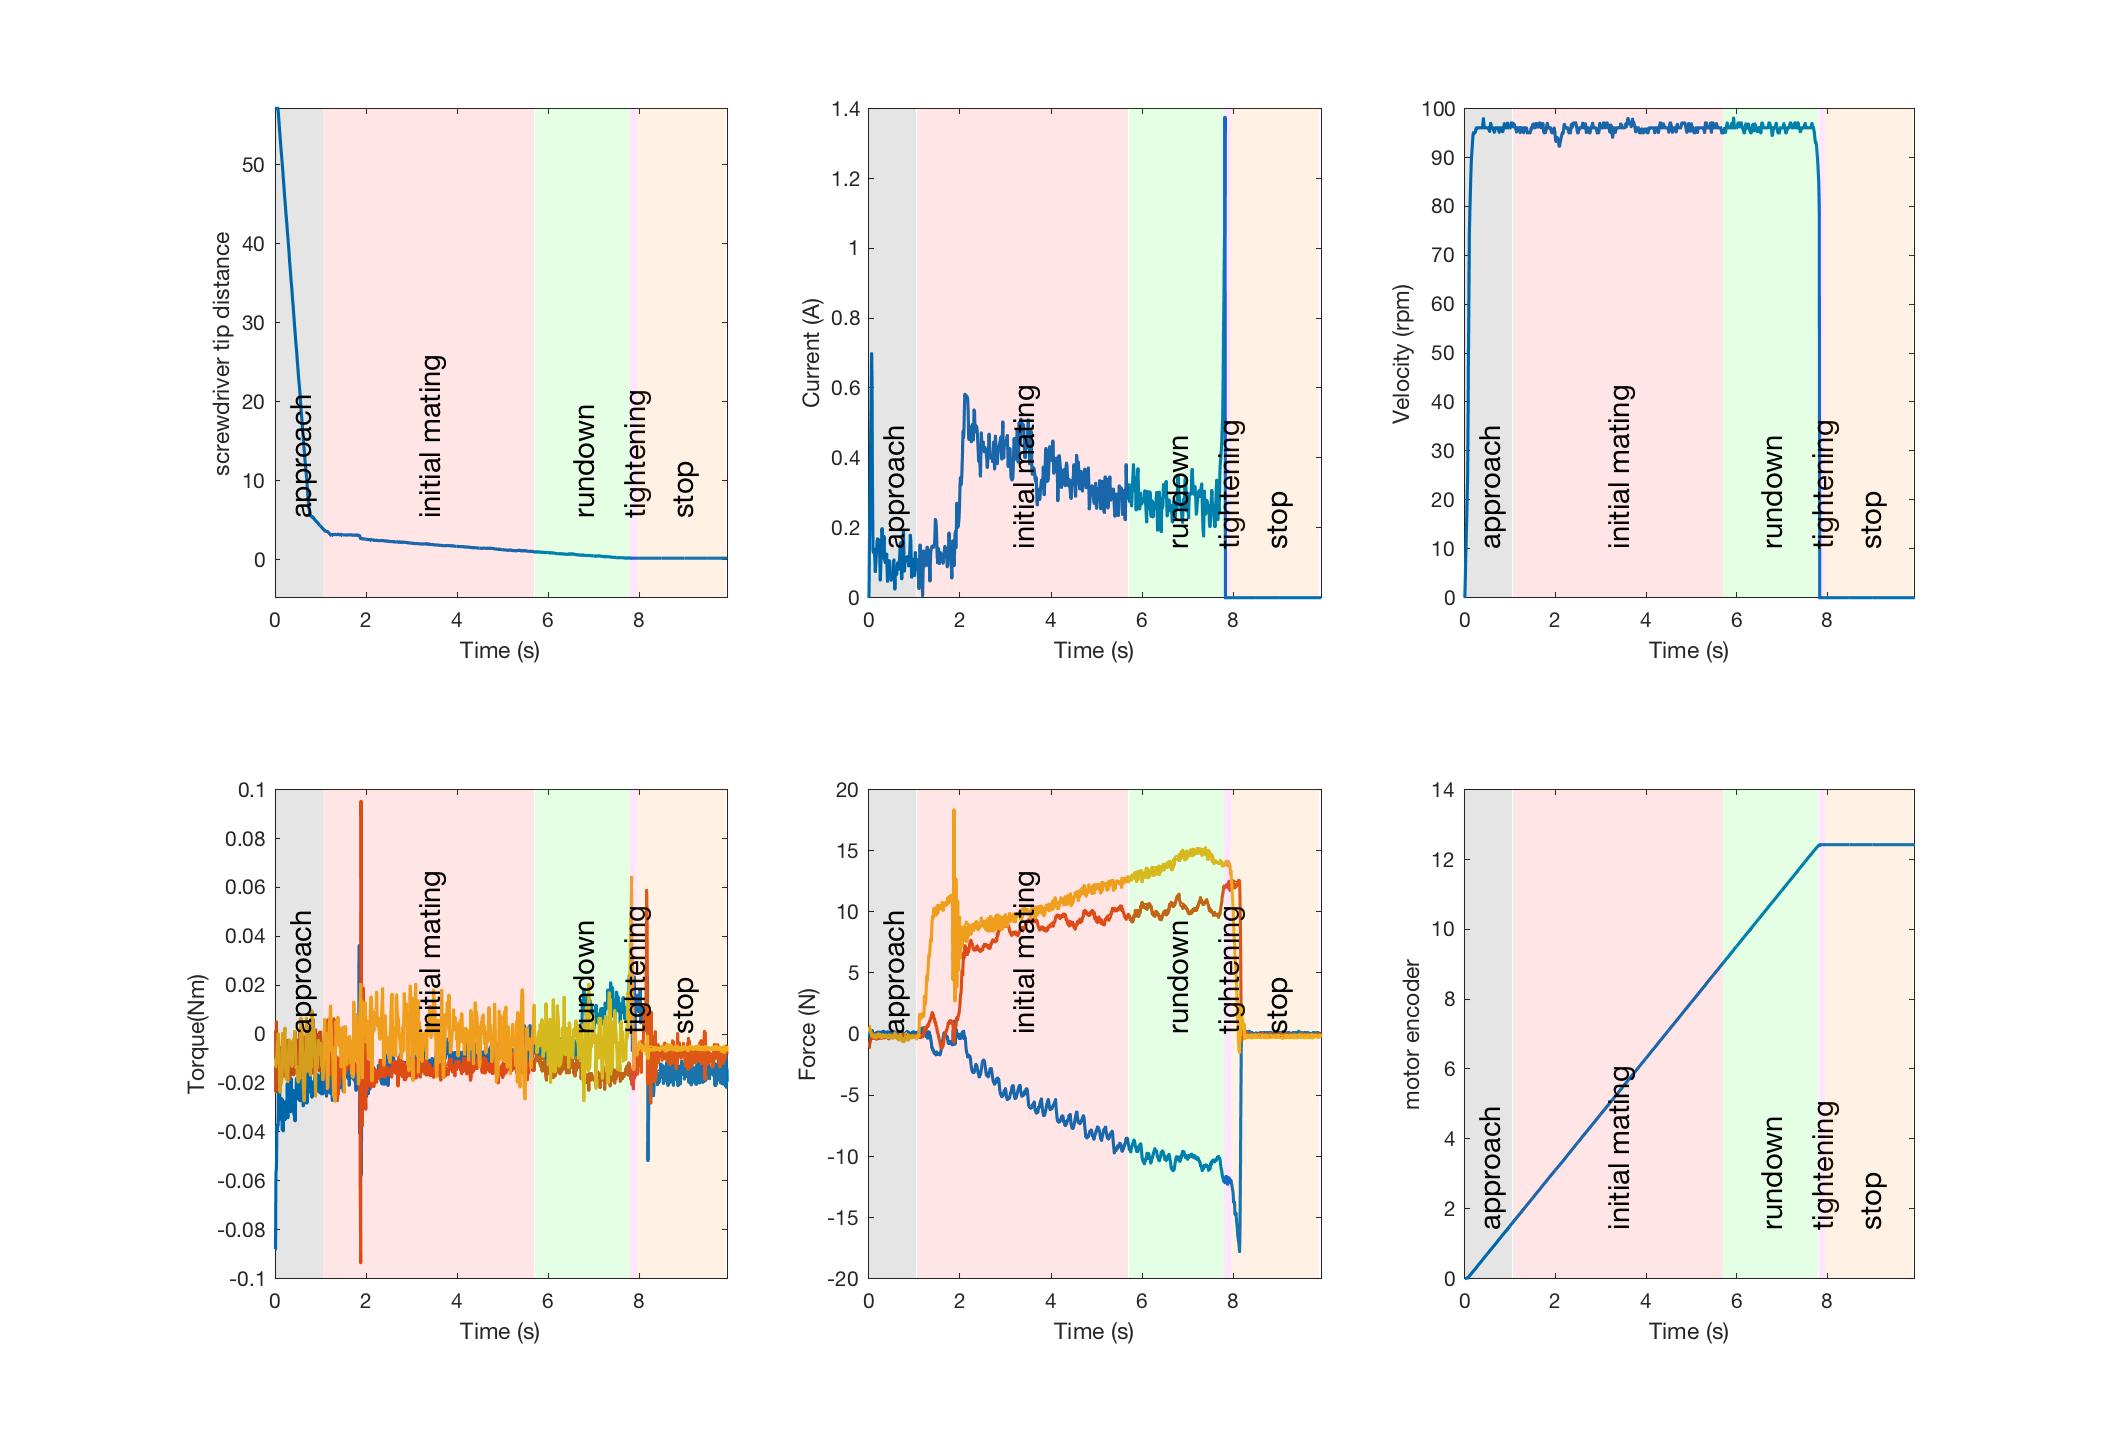 screwdriver tip distance
50
40
30
20
10
0
approach
initial mating
rundown
tightening
stop
0 2 4 6 8
Time (s)
Current (A)
1.4
1.2
1
0.8
0.6
0.4
0.2
0
approach
initial mating
rundown
tightening
stop
0 2 4 6 8
Time (s)
Velocity (rpm)
100
90
80
70
60
50
40
30
20
10
0
approach
initial mating
rundown
tightening
stop
0 2 4 6 8
Time (s)
Torque(Nm)
0.1
0.08
0.06
0.04
0.02
0
-0.02
-0.04
-0.06
-0.08
-0.1
approach
initial mating
rundown
tightening
stop
0 2 4 6 8
Time (s)
Force (N)
20
15
10
5
0
-5
-10
-15
-20
approach
initial mating
rundown
tightening
stop
0 2 4 6 8
Time (s)
motor encoder
14
12
10
8
6
4
2
0
approach
initial mating
rundown
tightening
stop
0 2 4 6 8
Time (s)